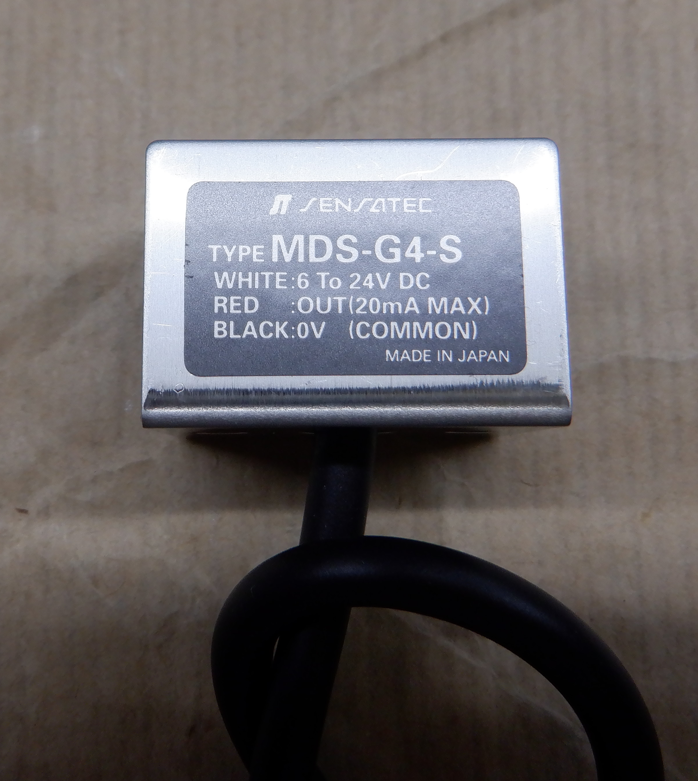 SENSATEC
TYPE MDS-G4-S
WHITE:6 To 24V DC
RED :OUT(20mA MAX)
BLACK:0V (COMMON)
MADE IN JAPAN